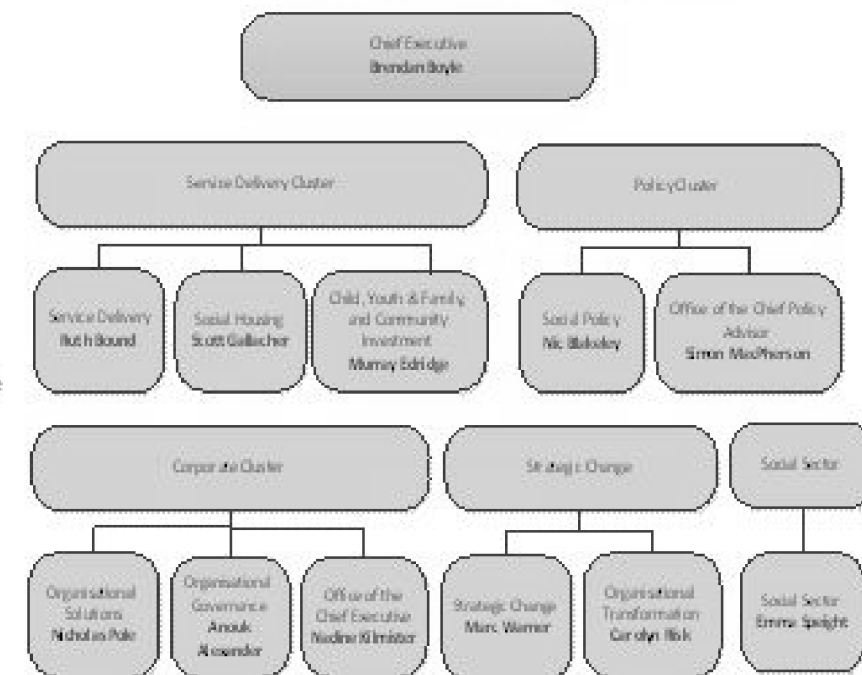 Chief Executive
Brendan Boyle
Service Delivery Cluster
Policy Cluster
Service Delivery
Ruth Bound
Social Housing
Scott Gallacher
Child, Youth & Family,
and Community
Investment
Murray Edridge
Social Policy
Nic Blakeley
Office of the Chief Policy
Advisor
Simon MacPherson
Corporate Cluster
Strategic Change
Social Sector
Organisational
Solutions
Nicholas Pole
Organisational
Governance
Anouk
Alexander
Office of the
Chief Executive
Nadine Kilmister
Strategic Change
Marc Warner
Organisational
Transformation
Carolyn Risk
Social Sector
Emma Speight